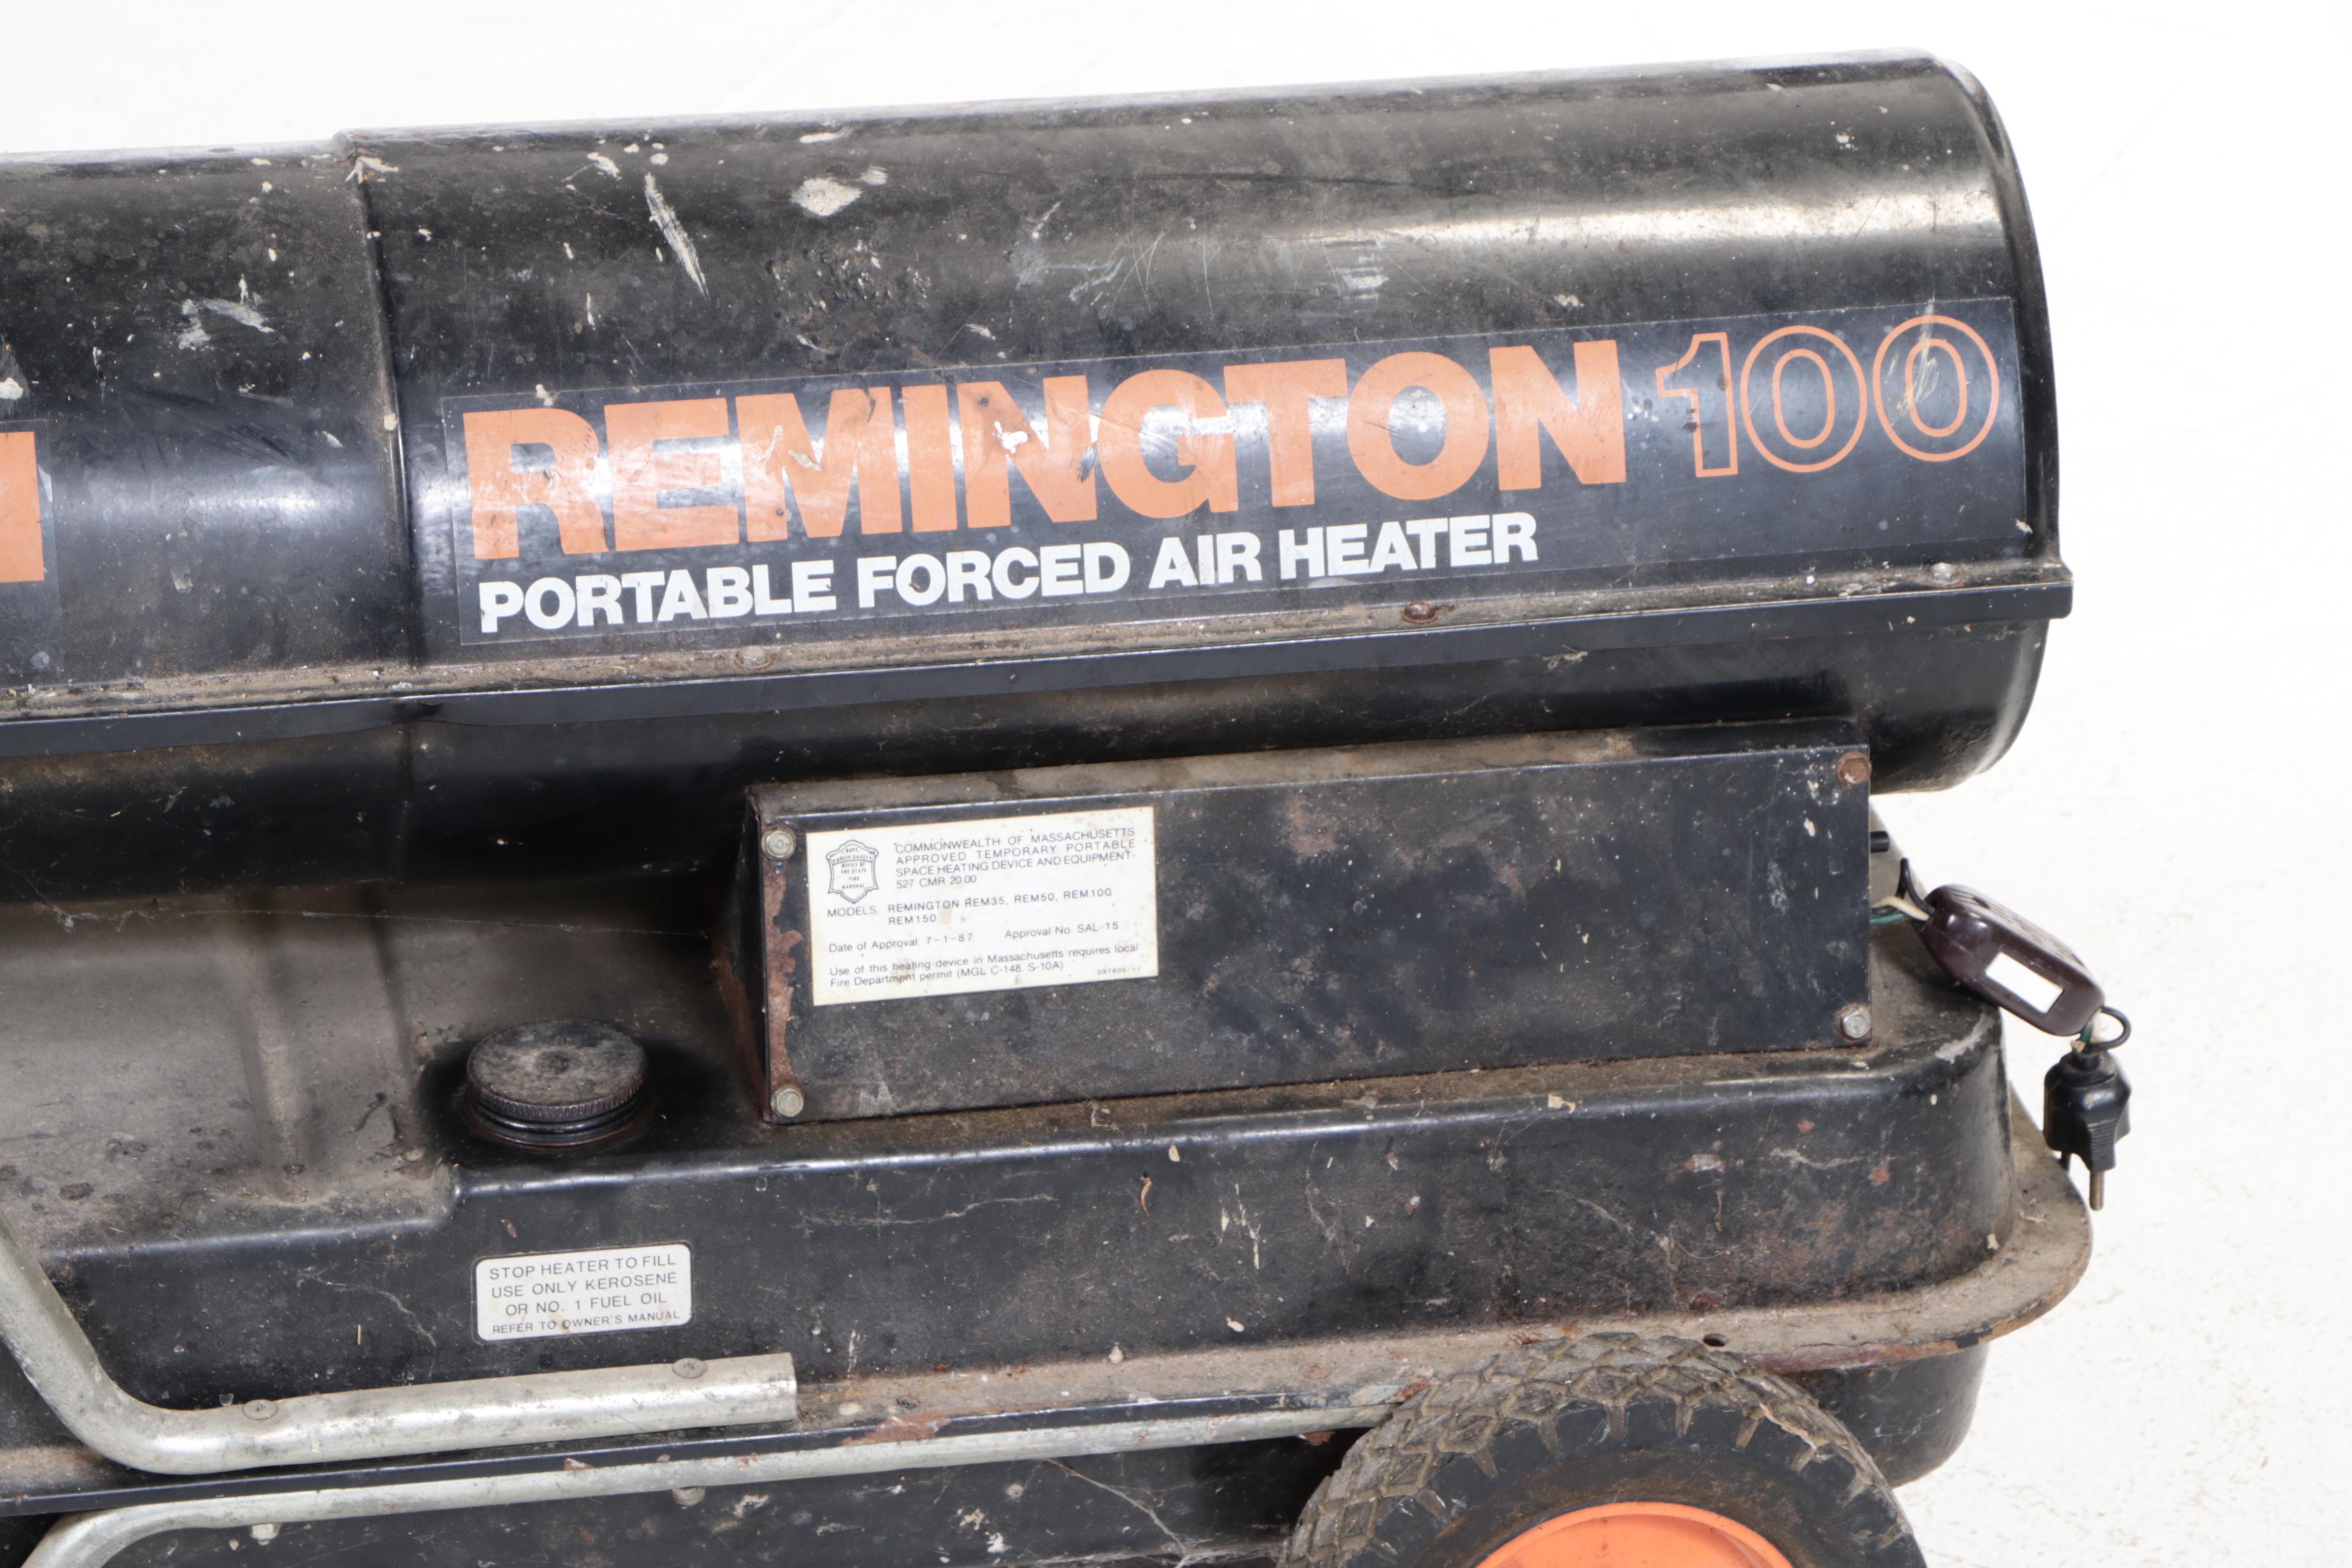 REMINGTON 100
PORTABLE FORCED AIR HEATER
COMMONWEALTH OF MASSACHUSETTS
APPROVED TEMPORARY PORTABLE
SPACE HEATING DEVICE AND EQUIPMENT-
527 CMR 20.00
MODELS: REMINGTON REM35, REM50, REM100,
REM150
Date of Approval: 7-1-87 Approval No. SAL-15
Use of this heating device in Massachusetts requires local
Fire Department permit (MGL C-148, S-10A)
STOP HEATER TO FILL
USE ONLY KEROSENE
OR NO. 1 FUEL OIL
REFER TO OWNER'S MANUAL